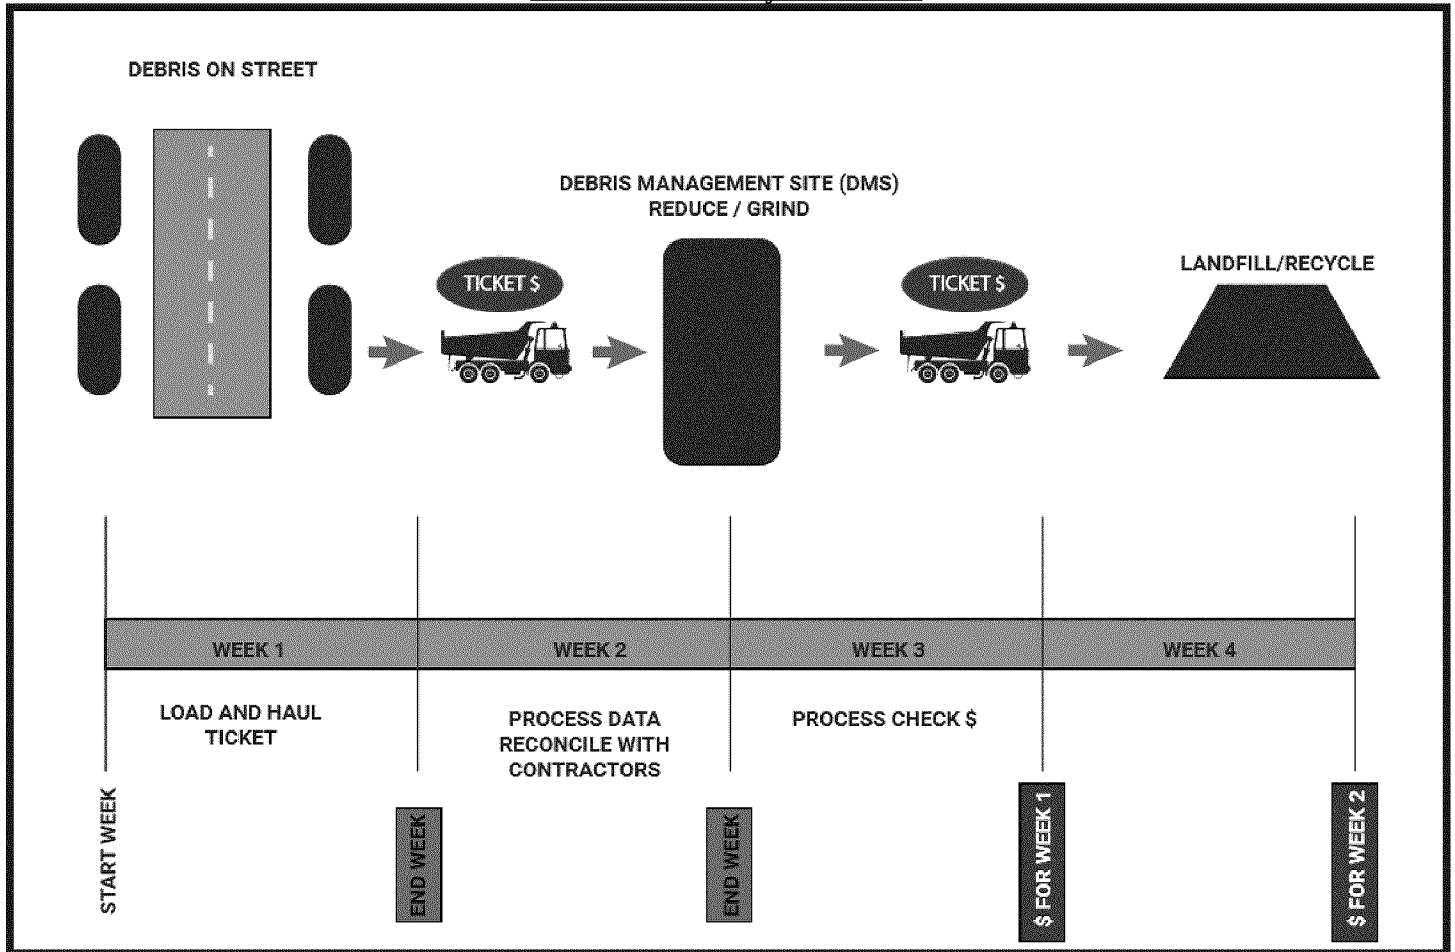 DEBRIS ON STREET
DEBRIS MANAGEMENT SITE (DMS)
REDUCE / GRIND
TICKET $
TICKET $
LANDFILL/RECYCLE
WEEK 1
WEEK 2
WEEK 3
WEEK 4
LOAD AND HAUL
TICKET
PROCESS DATA
RECONCILE WITH
CONTRACTORS
PROCESS CHECK $
START WEEK
END WEEK
END WEEK
$ FOR WEEK 1
$ FOR WEEK 2